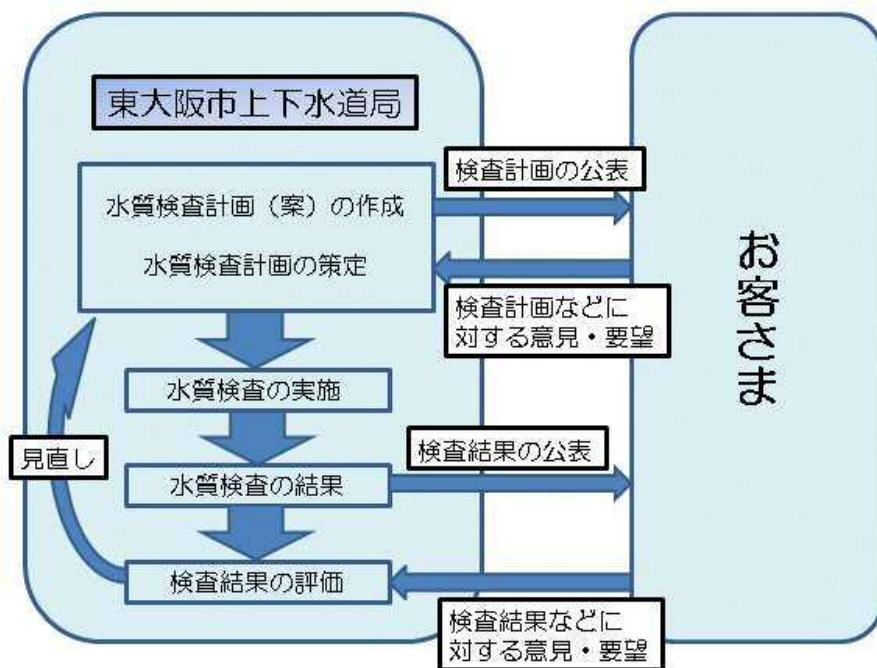 東大阪市上下水道局
検査計画の公表
水質検査計画（案）の作成
水質検査計画の策定
検査計画などに
対する意見・要望
お客さま
水質検査の実施
見直し
検査結果の公表
水質検査の結果
検査結果の評価
検査結果などに
対する意見・要望